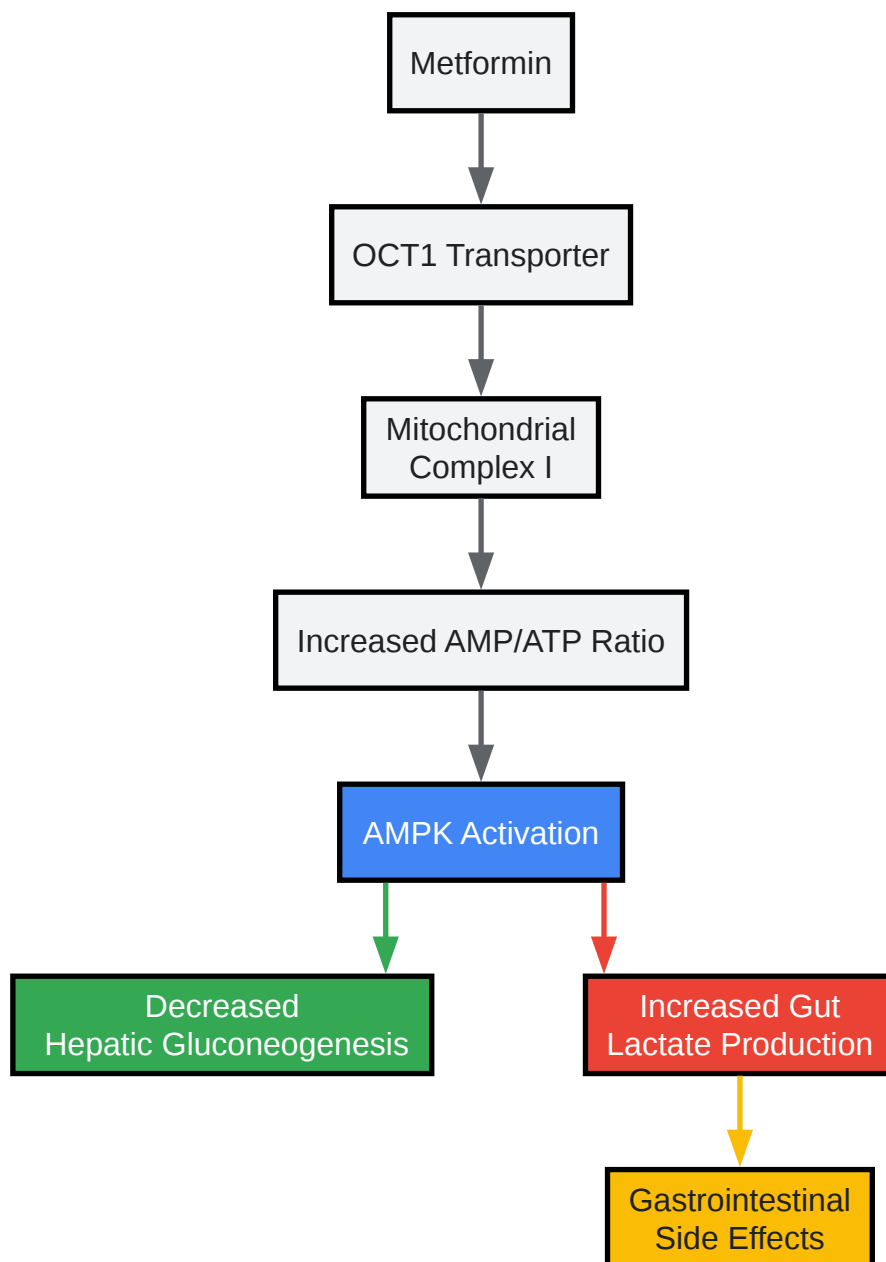 Metformin
OCT1 Transporter
Mitochondrial
Complex I
Increased AMP/ATP Ratio
AMPK Activation
Decreased
Hepatic Gluconeogenesis
Increased Gut
Lactate Production
Gastrointestinal
Side Effects